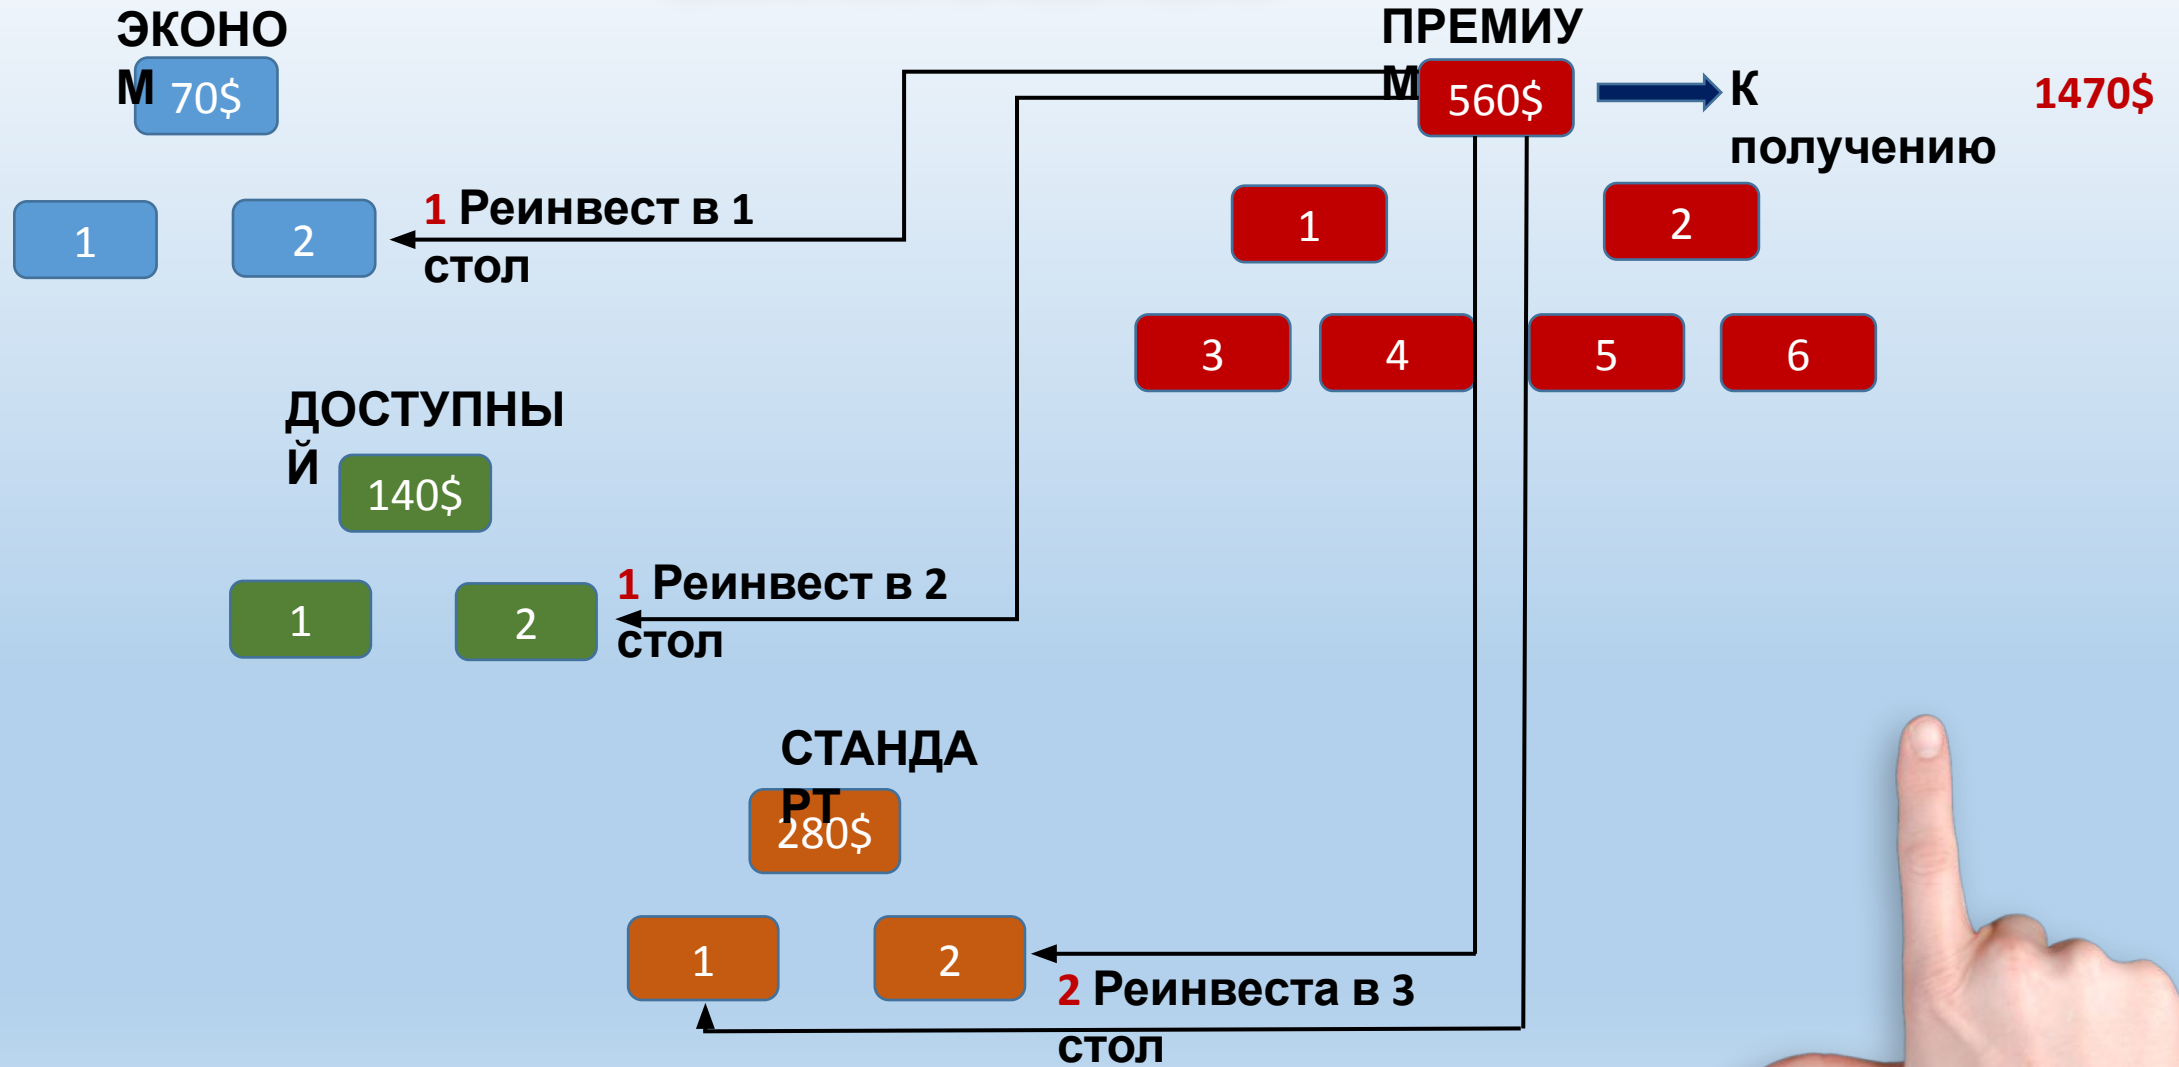 ЭКОНО
М
70$
1
2
1 Реинвест в 1
стол
ПРЕМИУ
М
560$
К
получению
1470$
1
2
3
4
5
6
ДОСТУПНЫ
Й
140$
1
2
1 Реинвест в 2
стол
СТАНДА
РТ
280$
1
2
2 Реинвеста в 3
стол